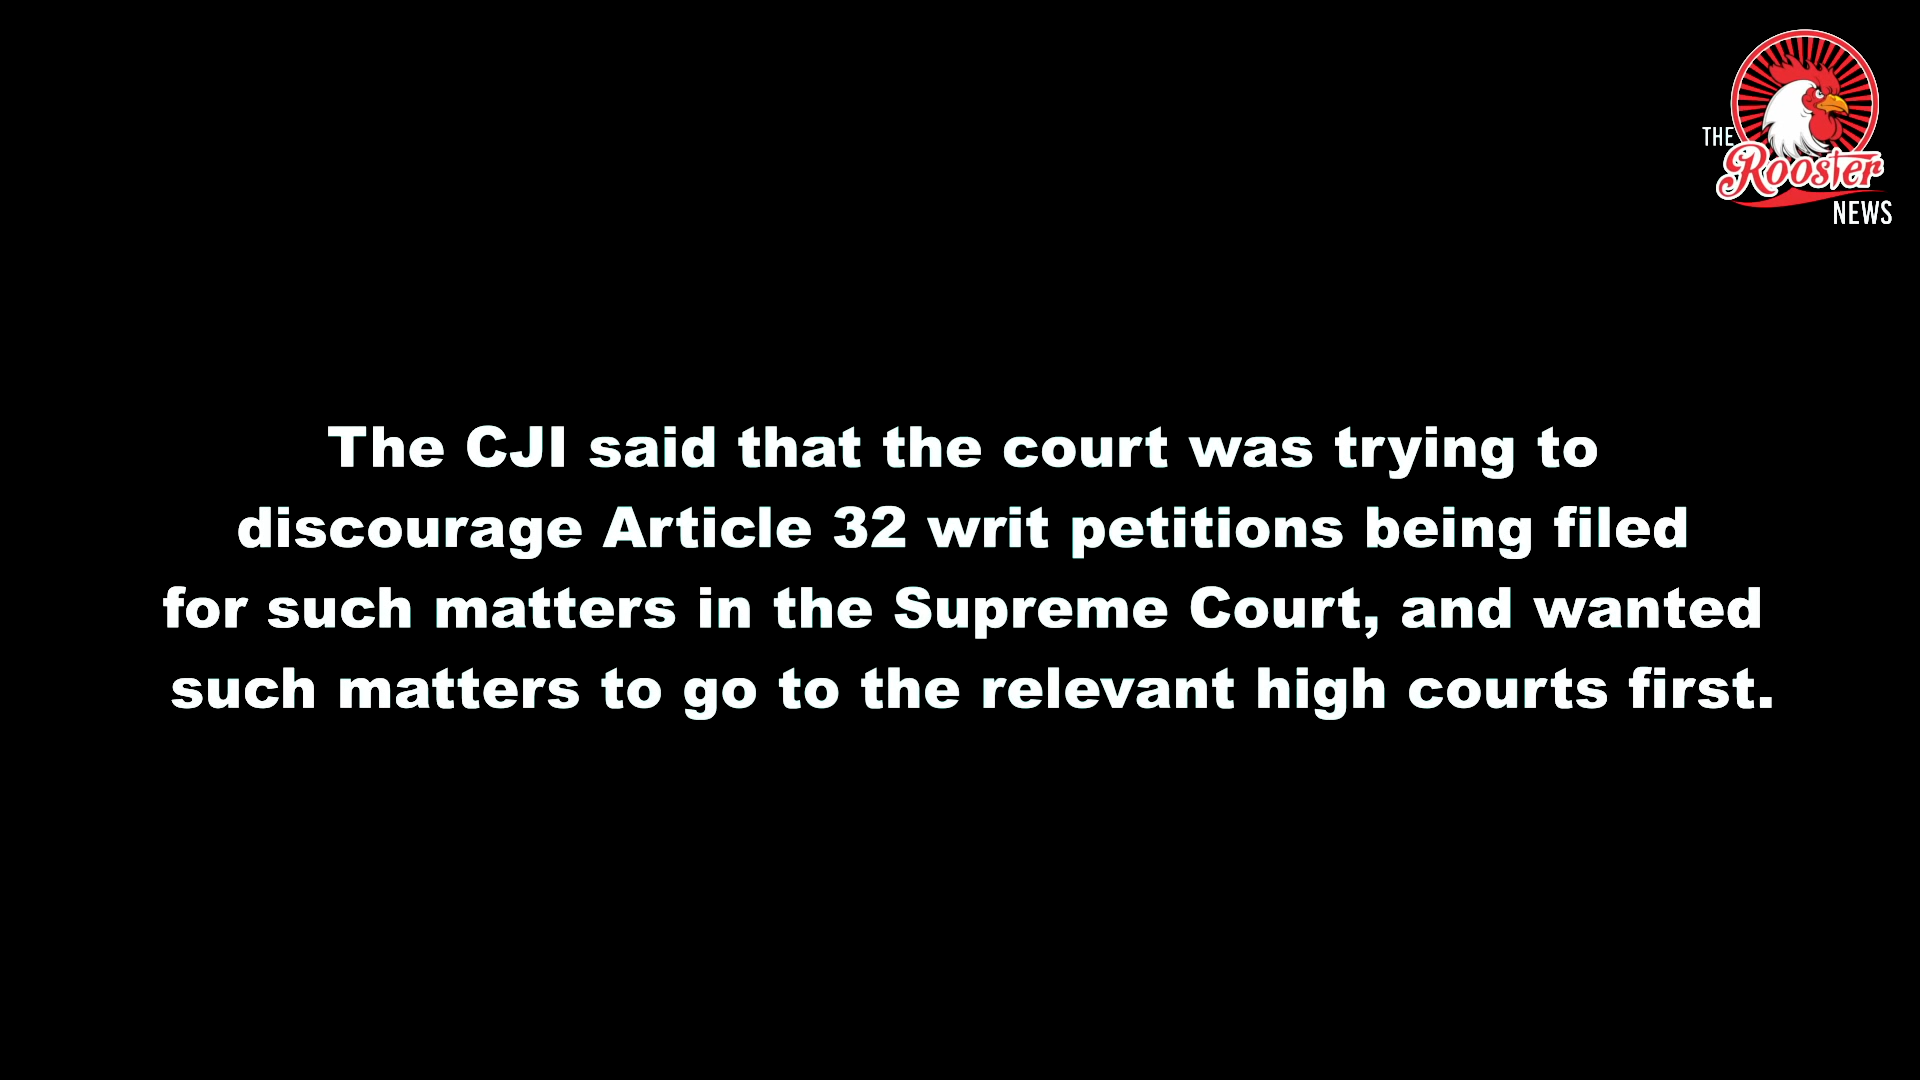 THE
Rooster
NEWS
The CJI said that the court was trying to
discourage Article 32 writ petitions being filed
for such matters in the Supreme Court, and wanted
such matters to go to the relevant high courts first.